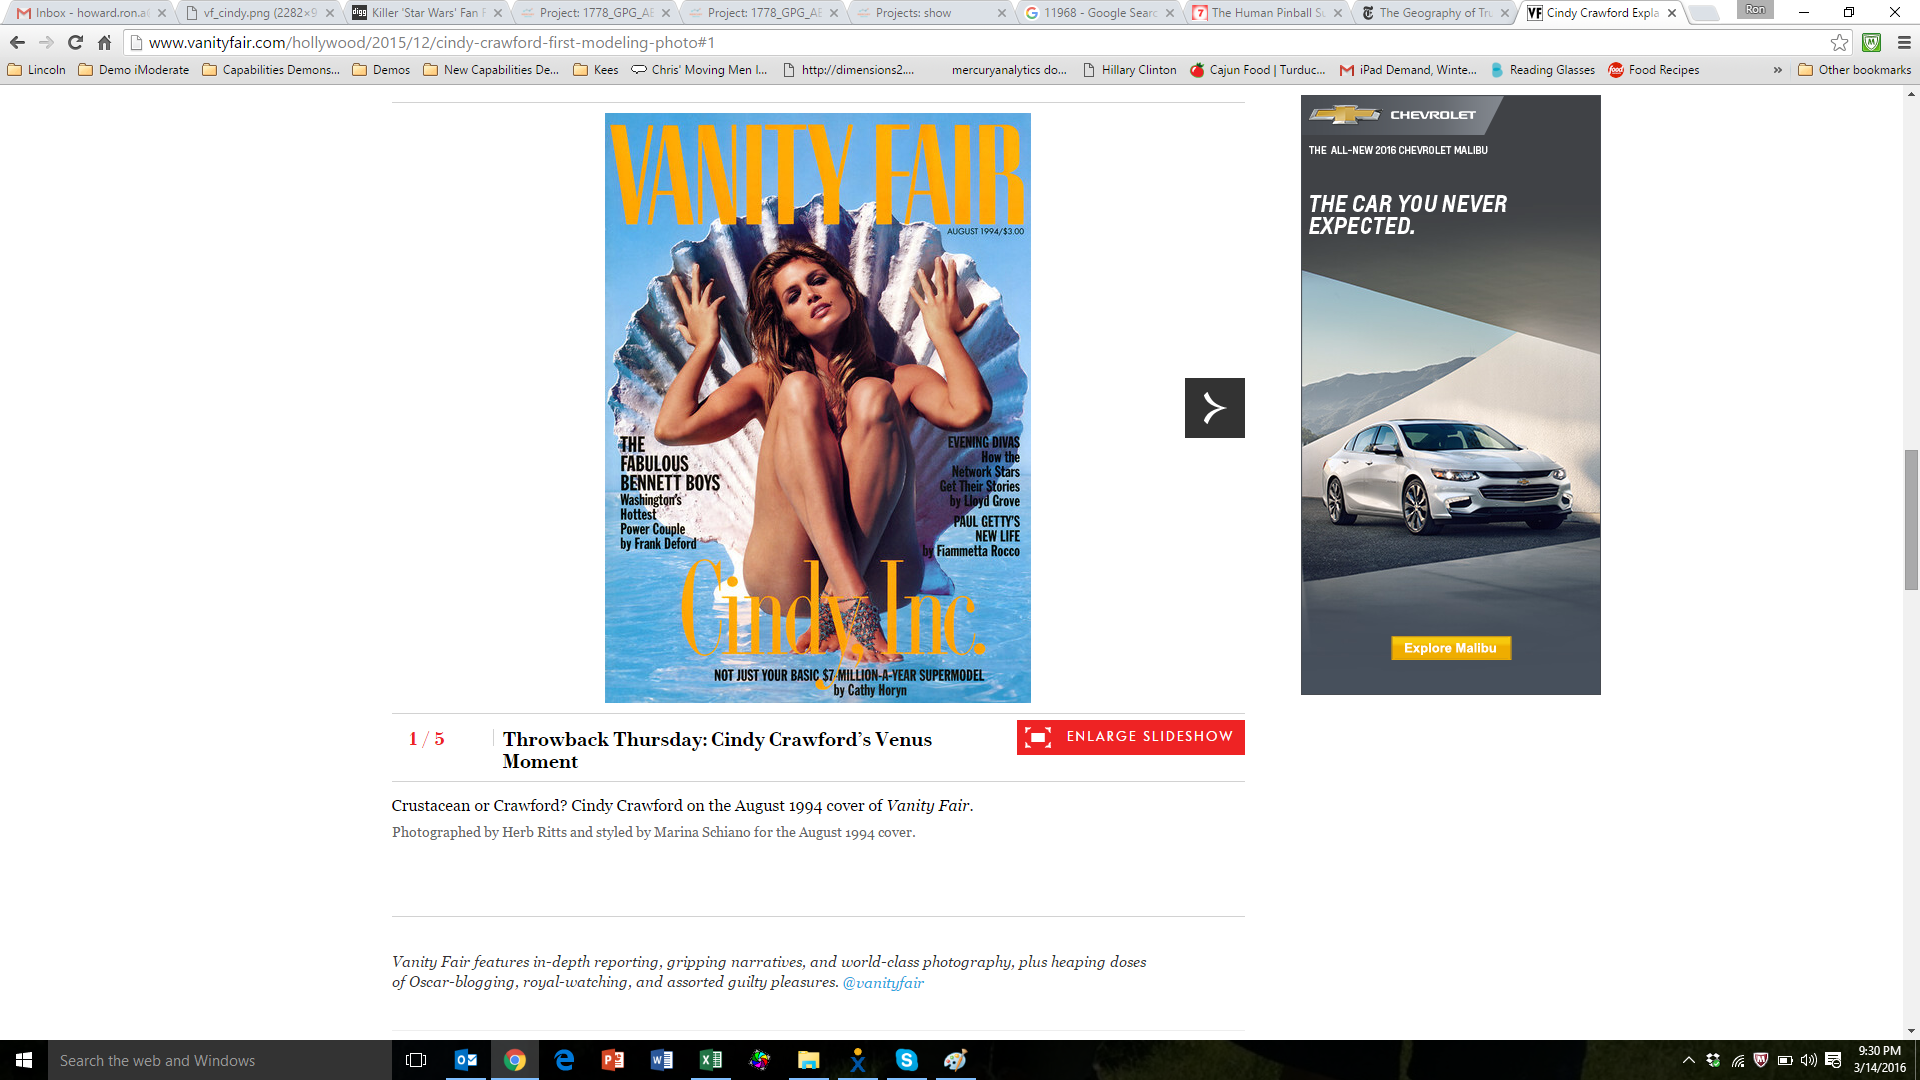 Inbox - howard.ron.a
vf_cindy.png (2282×9
digg Killer 'Star Wars' Fan F
Project: 1778_GPG_AE
Project: 1778_GPG_AE
Projects: show
11968 - Google Searc
7 The Human Pinball Su
The Geography of Tru
VF Cindy Crawford Expla
Ron
www.vanityfair.com/hollywood/2015/12/cindy-crawford-first-modeling-photo#1
Lincoln
Demo iModerate
Capabilities Demons...
Demos
New Capabilities De...
Kees
Chris' Moving Men I...
http://dimensions2....
mercuryanalytics do...
Hillary Clinton
Cajun Food | Turduc...
iPad Demand, Winte...
Reading Glasses
food Food Recipes
»
Other bookmarks
VANITY FAIR
AUGUST 1994/$3.00
THE
FABULOUS
BENNETT BOYS
Washington's
Hottest
Power Couple
by Frank Deford
EVENING DIVAS
How the
Network Stars
Get Their Stories
by Lloyd Grove
PAUL GETTY'S
NEW LIFE
by Fiammetta Rocco
Cindy, Inc.
NOT JUST YOUR BASIC $7-MILLION-A-YEAR SUPERMODEL
by Cathy Horyn
CHEVROLET
THE ALL-NEW 2016 CHEVROLET MALIBU
THE CAR YOU NEVER
EXPECTED.
Explore Malibu
1 / 5
Throwback Thursday: Cindy Crawford's Venus
Moment
ENLARGE SLIDESHOW
Crustacean or Crawford? Cindy Crawford on the August 1994 cover of Vanity Fair.
Photographed by Herb Ritts and styled by Marina Schiano for the August 1994 cover.
Vanity Fair features in-depth reporting, gripping narratives, and world-class photography, plus heaping doses
of Oscar-blogging, royal-watching, and assorted guilty pleasures. @vanityfair
Search the web and Windows
9:30 PM
3/14/2016